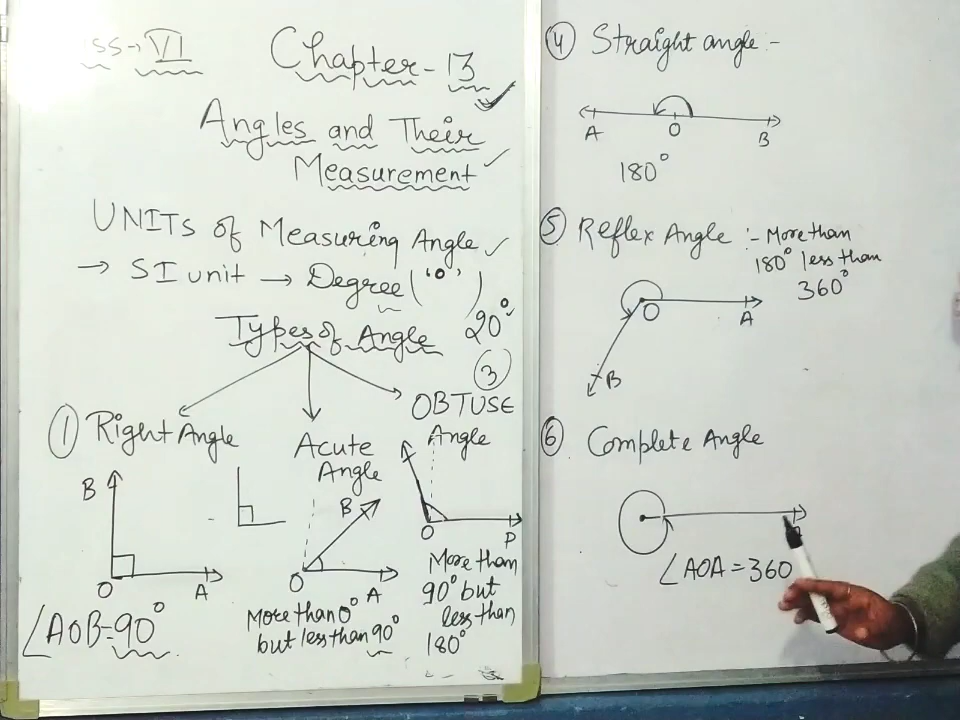 ss → VI
Chapter - 13
Angles and Their
Measurement
UNITs of Measuring Angle
→ SI unit → Degree ("o")
20°
Types of Angle
① Right Angle
B
O
A
∠AOB = 90°
Acute
Angle
B
O
A
More than 0°
but less than 90°
③
OBTUSE
Angle
O
P
More than
90° but
less than
180°
④ Straight angle :-
A
O
B
180°
⑤ Reflex Angle :- More than
180° less than
360°
O
A
B
⑥ Complete Angle
∠AOA = 360